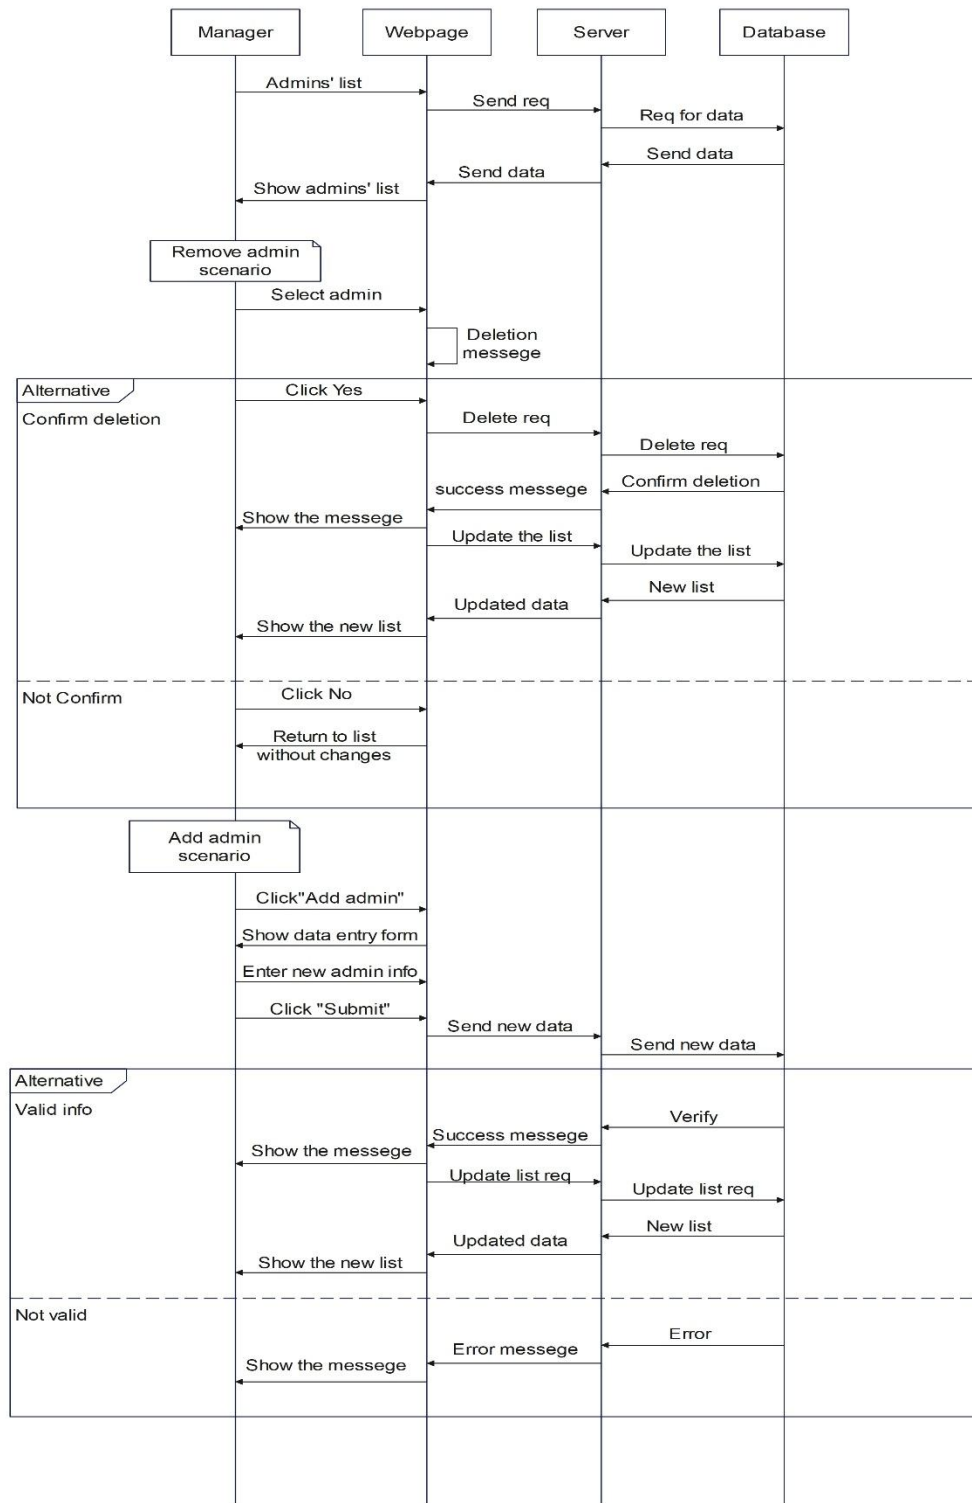 Manager
Webpage
Server
Database
Admins' list
Send req
Req for data
Send data
Send data
Show admins' list
Remove admin
scenario
Select admin
Deletion
messege
Alternative
Click Yes
Confirm deletion
Delete req
Delete req
Confirm deletion
success messege
Show the messege
Update the list
Update the list
New list
Updated data
Show the new list
Not Confirm
Click No
Return to list
without changes
Add admin
scenario
Click"Add admin"
Show data entry form
Enter new admin info
Click "Submit"
Send new data
Send new data
Alternative
Valid info
Verify
Success messege
Show the messege
Update list req
Update list req
New list
Updated data
Show the new list
Not valid
Error
Error messege
Show the messege